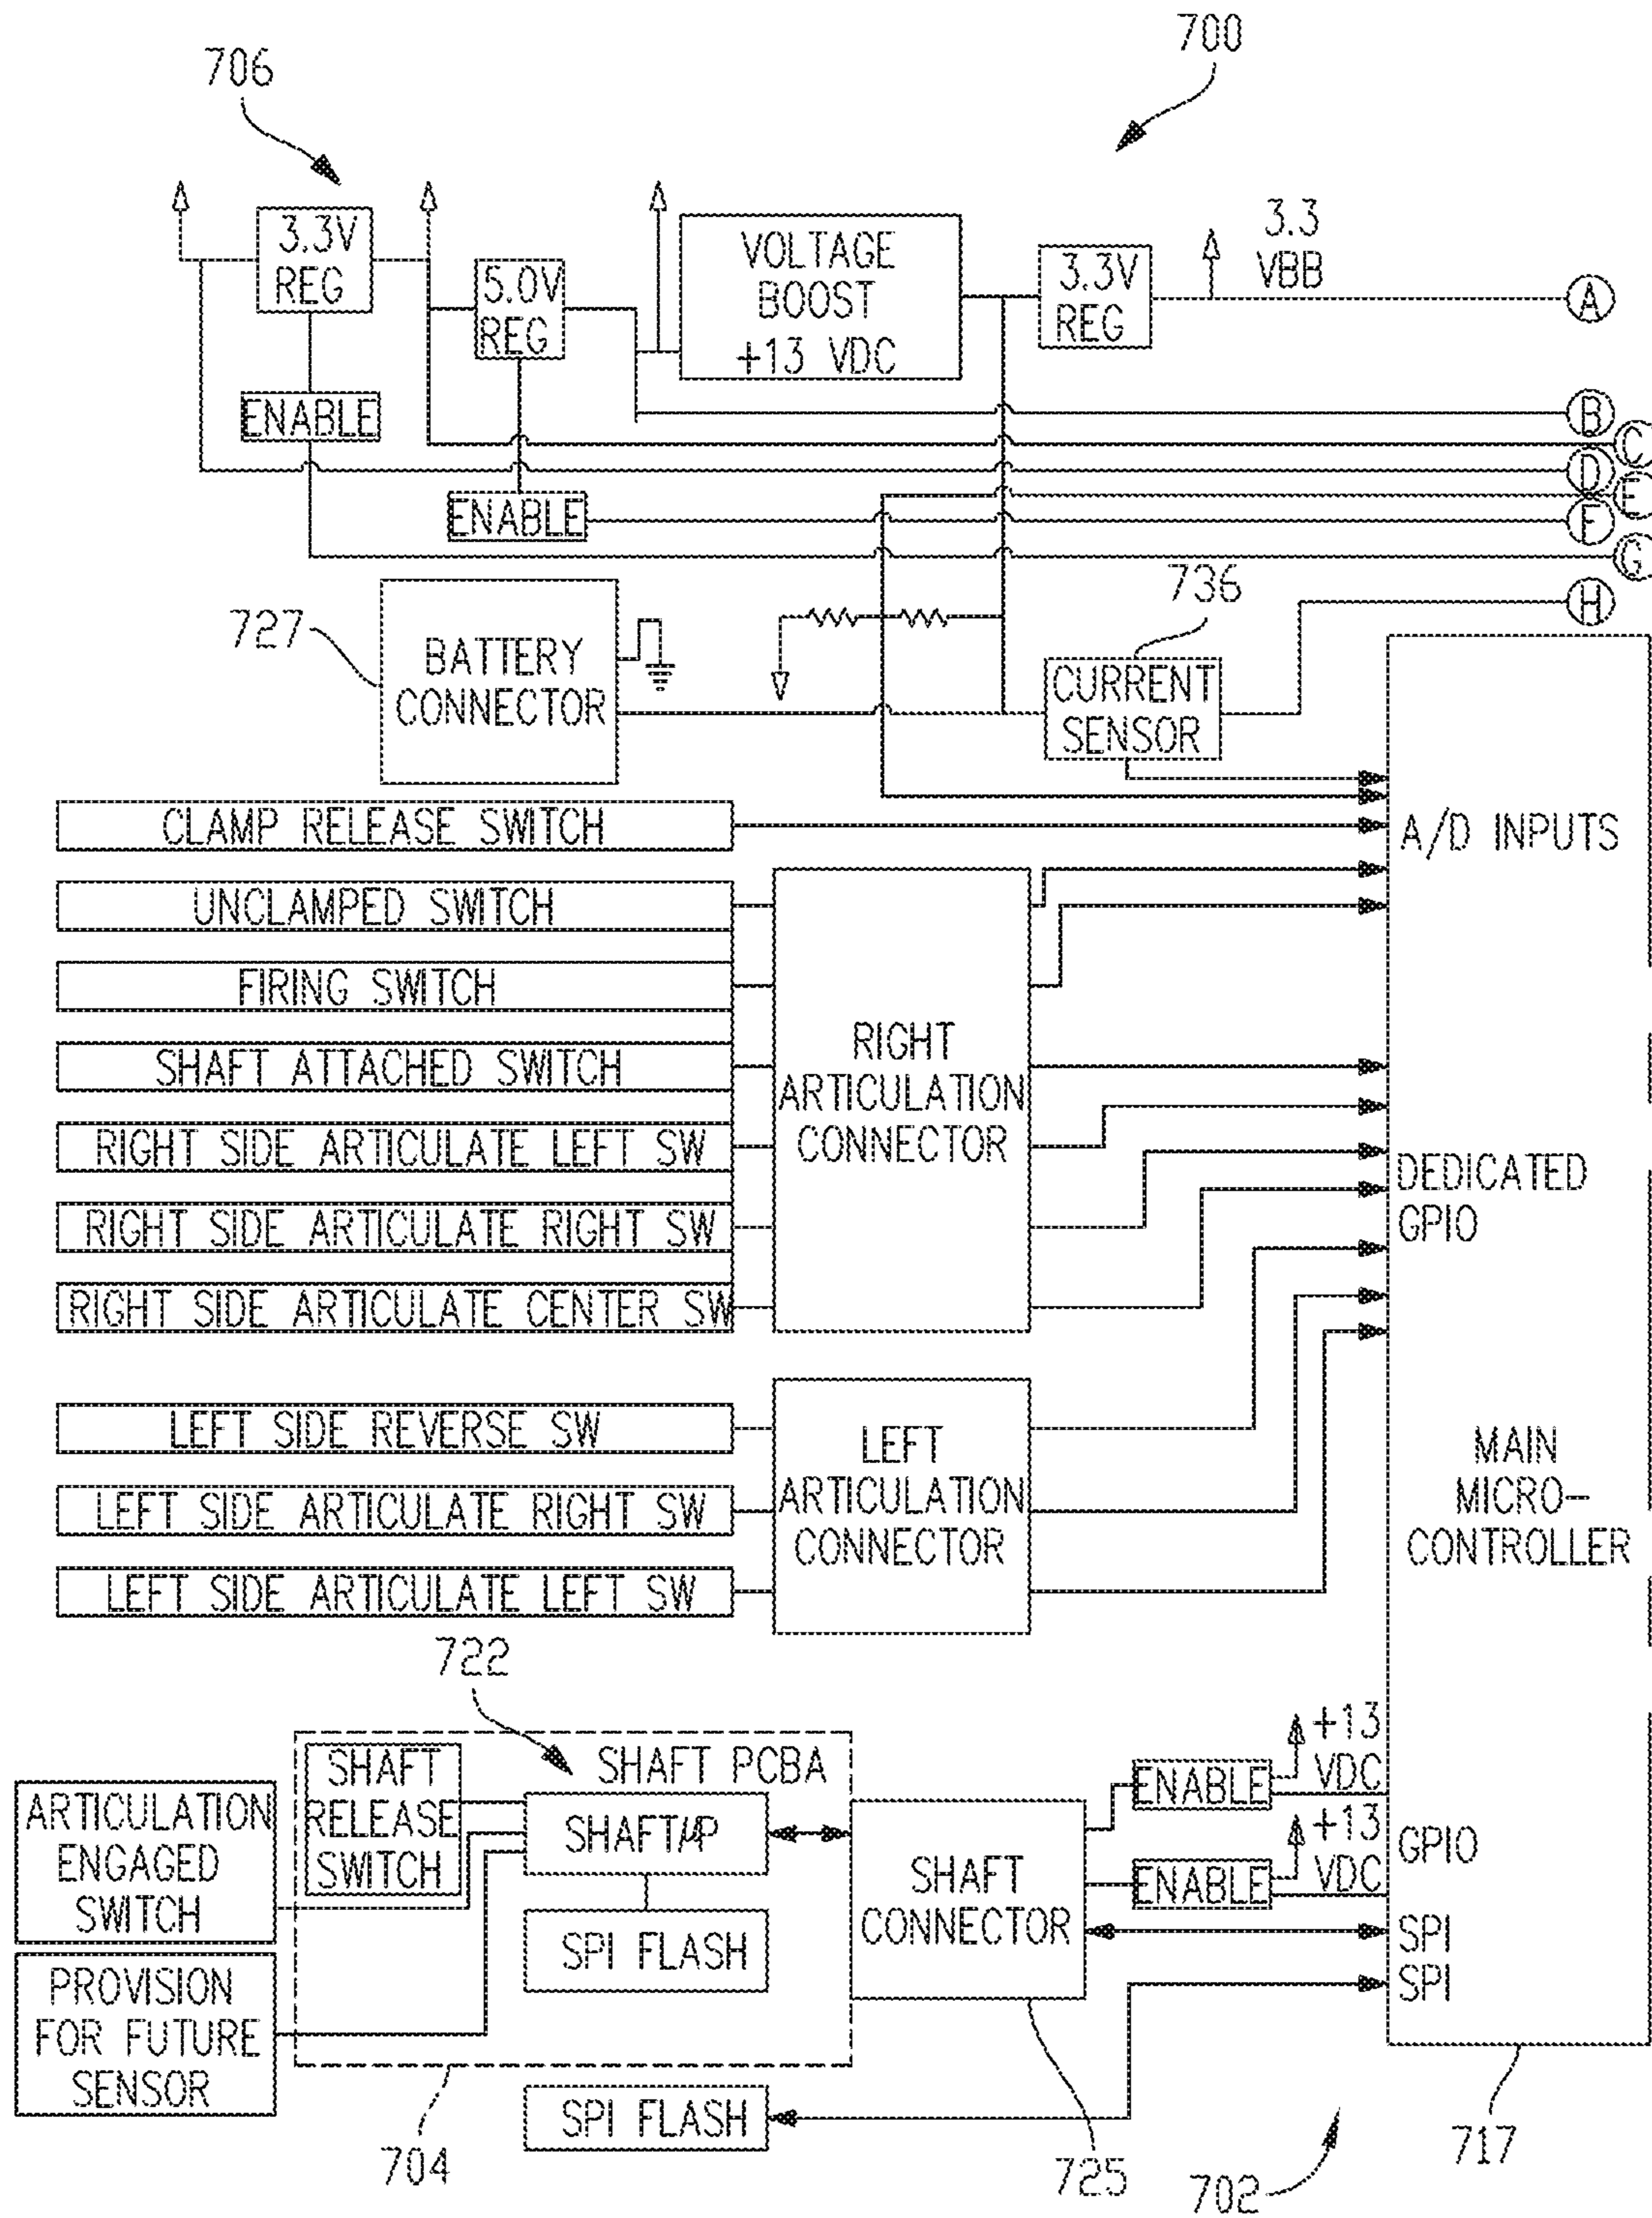 706
700
3.3V
REG
5.0V
REG
VOLTAGE
BOOST
+13 VDC
3.3V
REG
3.3
VBB
A
ENABLE
B
C
D
E
ENABLE
F
G
H
727
BATTERY
CONNECTOR
736
CURRENT
SENSOR
CLAMP RELEASE SWITCH
A/D INPUTS
UNCLAMPED SWITCH
FIRING SWITCH
SHAFT ATTACHED SWITCH
RIGHT SIDE ARTICULATE LEFT SW
RIGHT SIDE ARTICULATE RIGHT SW
RIGHT SIDE ARTICULATE CENTER SW
RIGHT
ARTICULATION
CONNECTOR
DEDICATED
GPIO
LEFT SIDE REVERSE SW
LEFT SIDE ARTICULATE RIGHT SW
LEFT SIDE ARTICULATE LEFT SW
LEFT
ARTICULATION
CONNECTOR
MAIN
MICRO-
CONTROLLER
722
SHAFT PCBA
SHAFT
RELEASE
SWITCH
ARTICULATION
ENGAGED
SWITCH
SHAFT μP
SPI FLASH
PROVISION
FOR FUTURE
SENSOR
SHAFT
CONNECTOR
ENABLE
+13
VDC
ENABLE
+13
VDC
GPIO
SPI
SPI
SPI FLASH
704
725
702
717